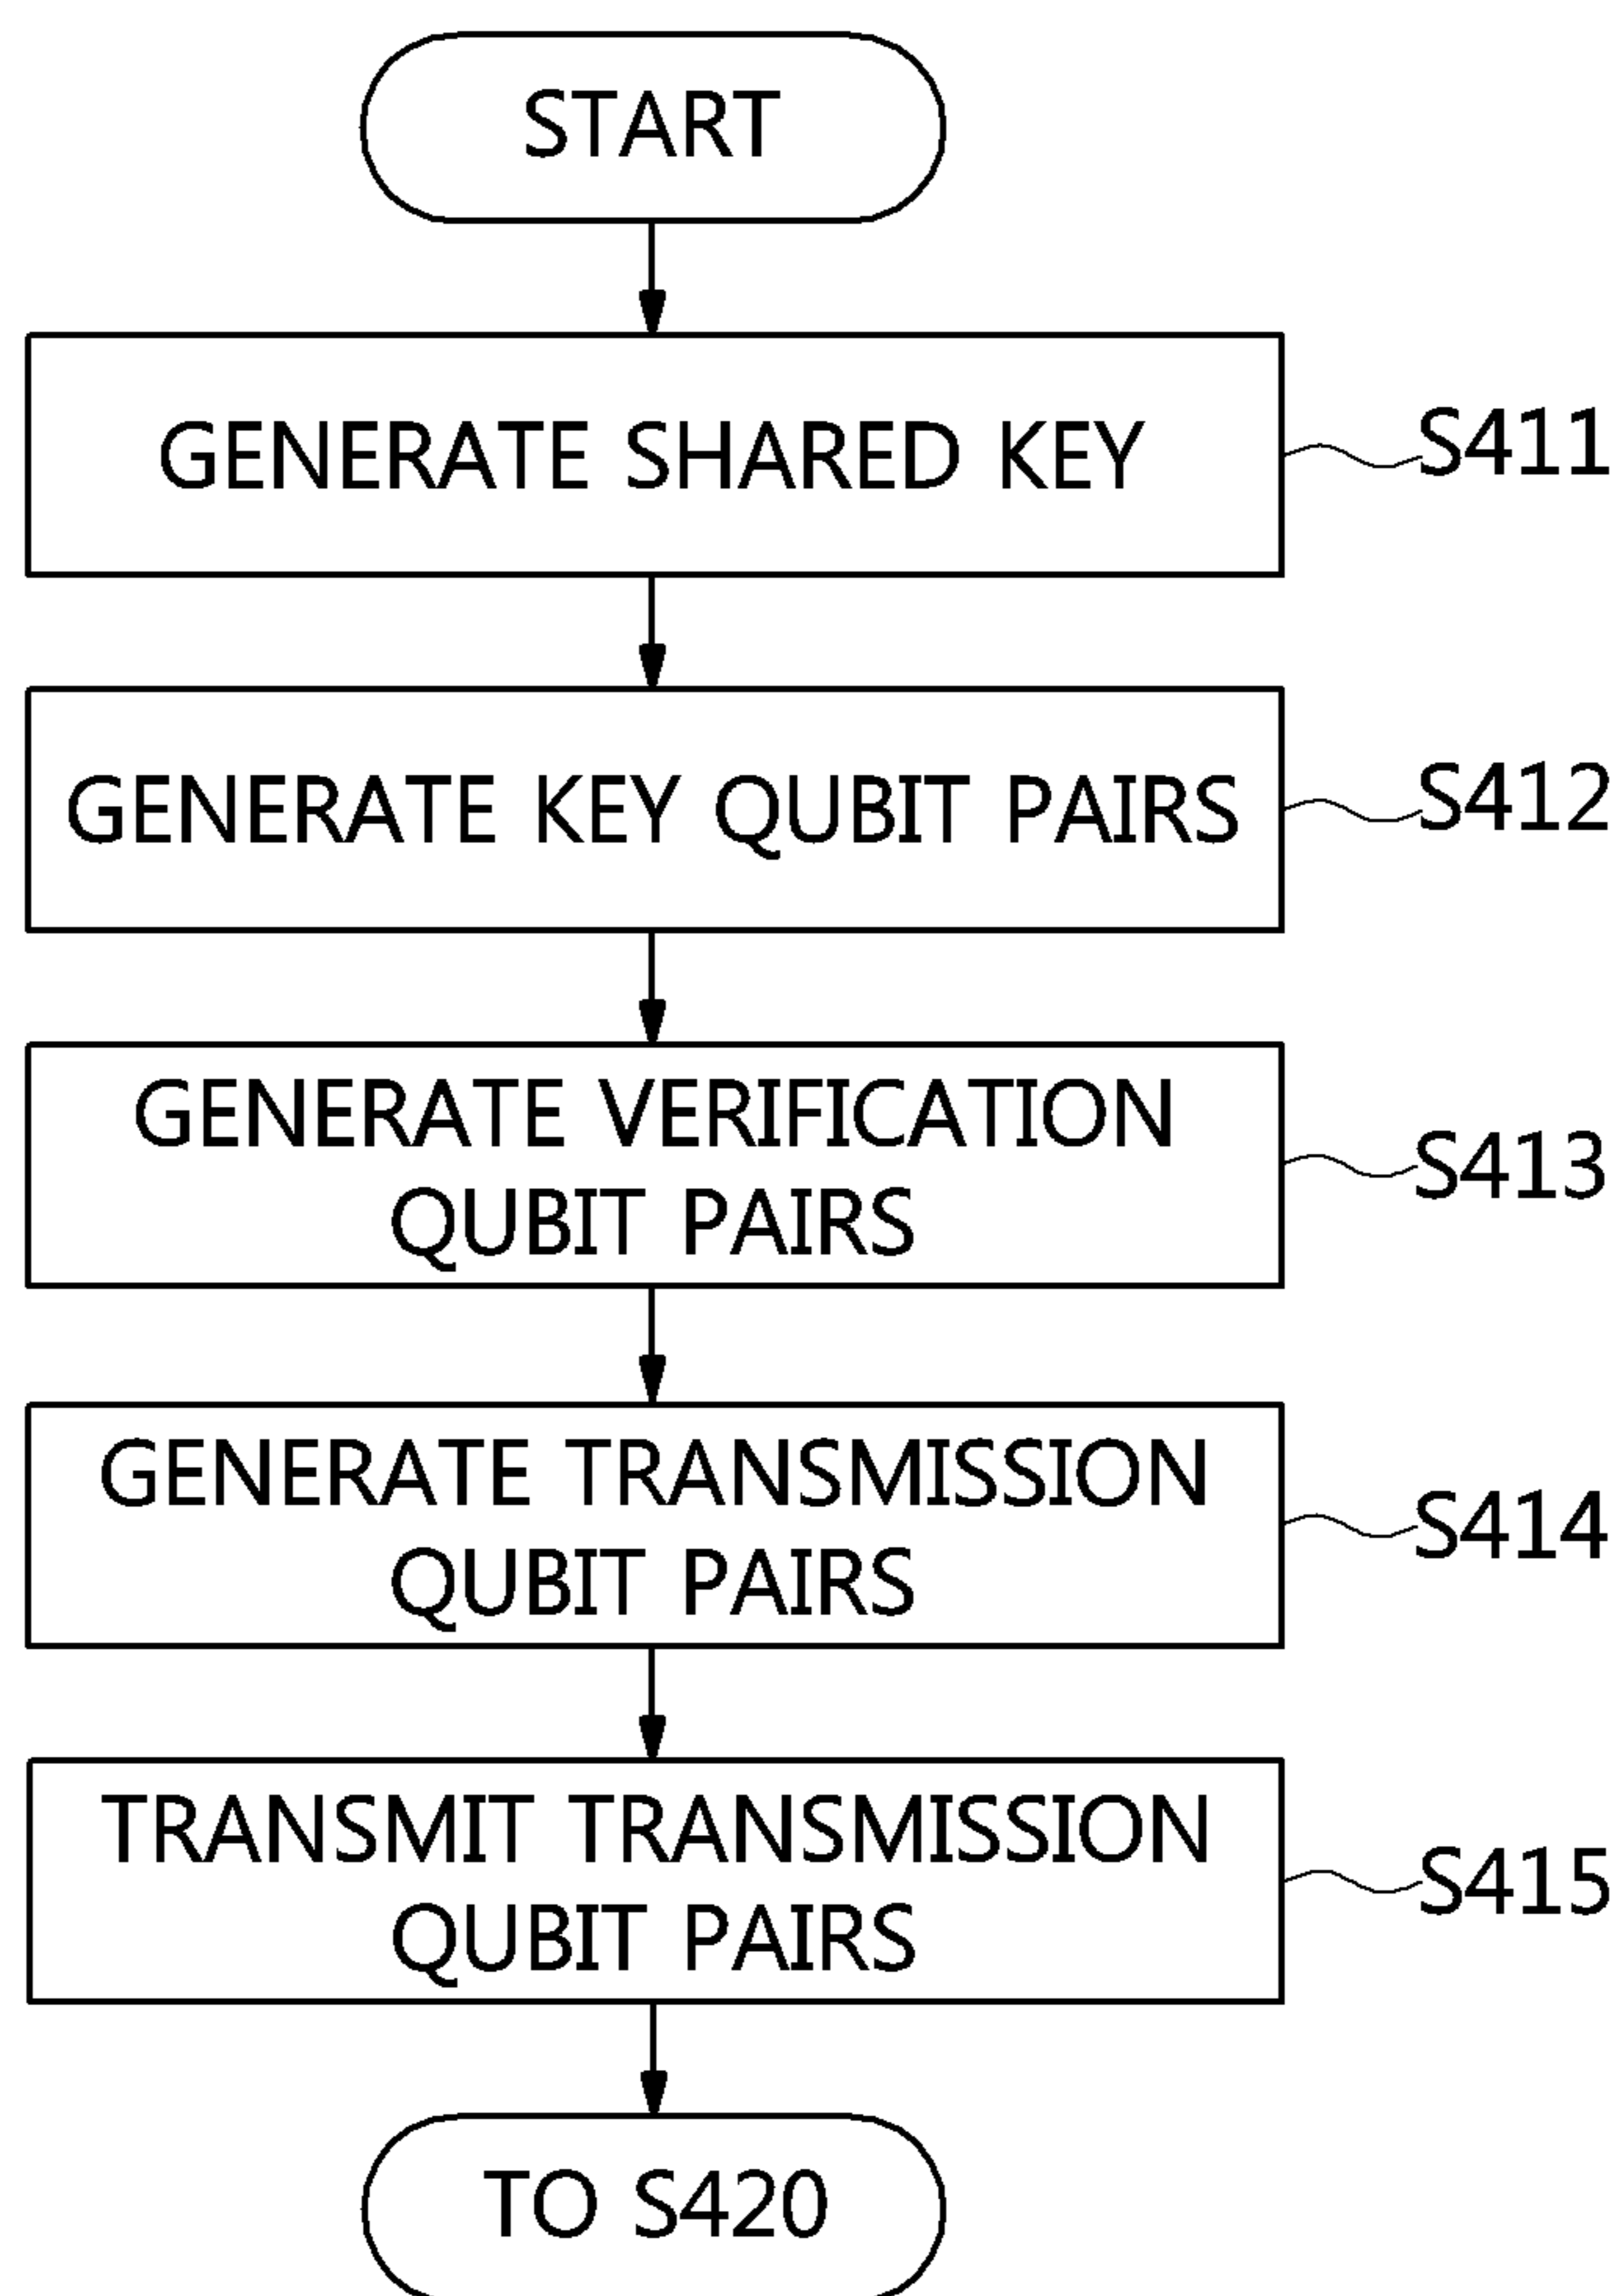 START
GENERATE SHARED KEY
S411
GENERATE KEY QUBIT PAIRS
S412
GENERATE VERIFICATION
QUBIT PAIRS
S413
GENERATE TRANSMISSION
QUBIT PAIRS
S414
TRANSMIT TRANSMISSION
QUBIT PAIRS
S415
TO S420